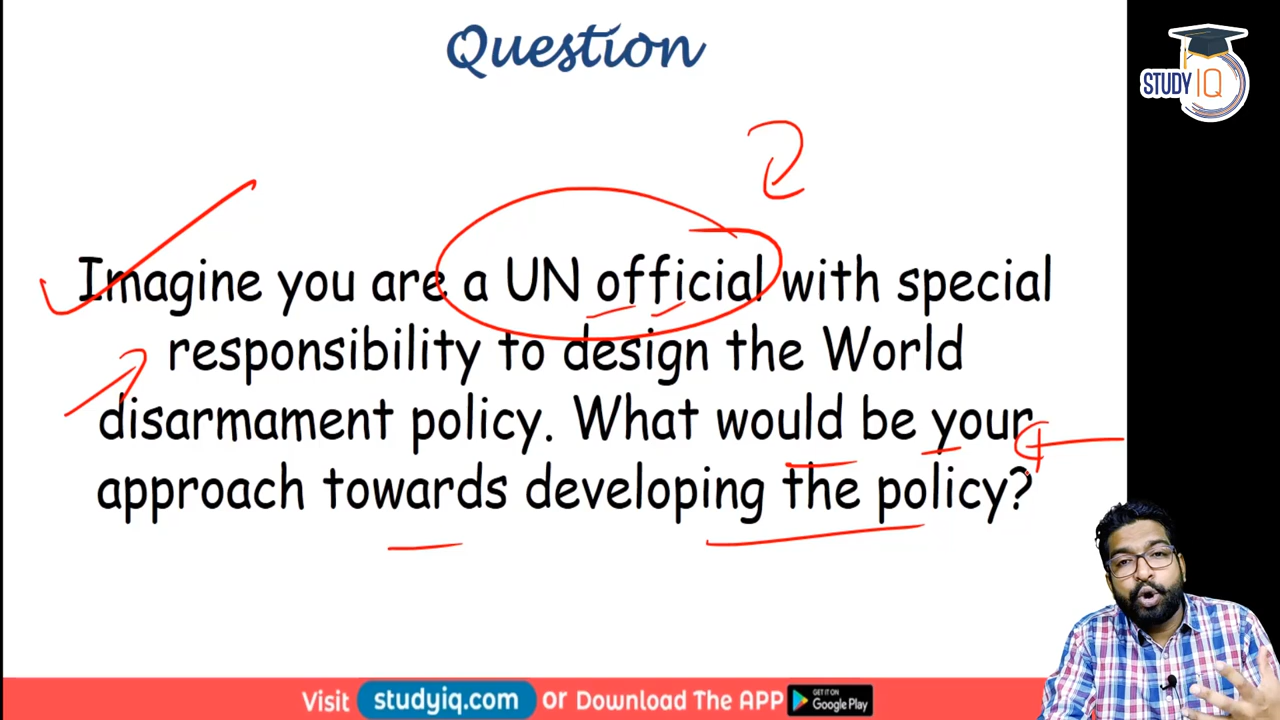 Question
STUDY IQ
Imagine you are a UN official with special
responsibility to design the World
disarmament policy. What would be your
approach towards developing the policy?
Visit studyiq.com or Download The APP GET IT ON Google Play